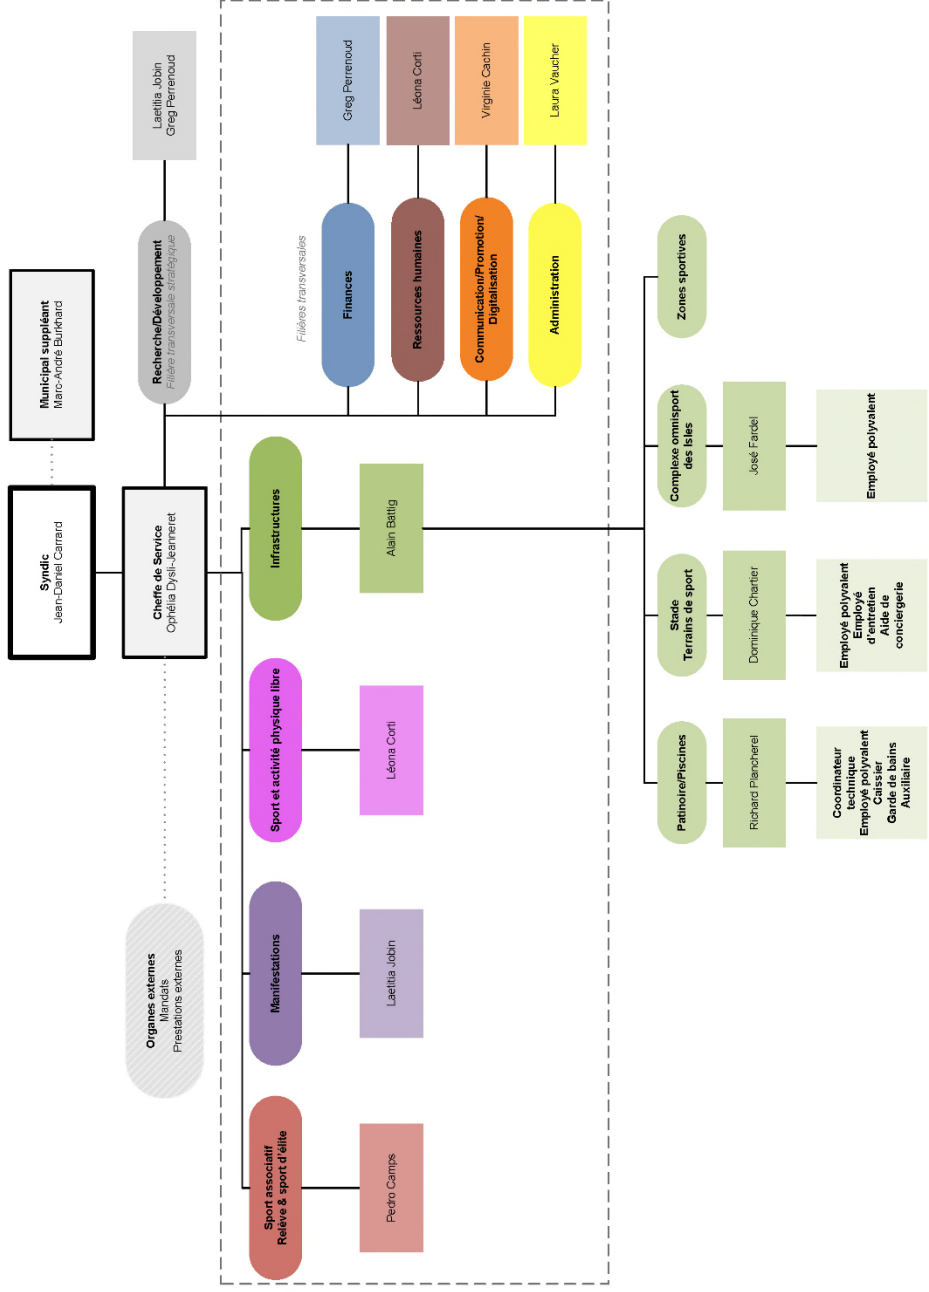 Syndic
Jean-Daniel Carrard
Municipal suppléant
Marc-André Burkhard
Organes externes
Mandats
Prestations externes
Cheffe de Service
Ophélia Dysli-Jeanneret
Recherche/Développement
Filière transversale stratégique
Laetitia Jobin
Greg Perrenoud
Sport associatif
Relève & sport d'élite
Manifestations
Sport et activité physique libre
Infrastructures
Pedro Camps
Laetitia Jobin
Léona Corti
Alain Bättig
Filières transversales
Finances
Greg Perrenoud
Ressources humaines
Léona Corti
Communication/Promotion/
Digitalisation
Virginie Cachin
Administration
Laura Vaucher
Patinoire/Piscines
Stade
Terrains de sport
Complexe omnisport
des Isles
Zones sportives
Richard Plancherel
Dominique Chartier
José Fardel
Coordinateur
technique
Employé polyvalent
Caissier
Garde de bains
Auxiliaire
Employé polyvalent
Employé
d'entretien
Aide de
conciergerie
Employé polyvalent